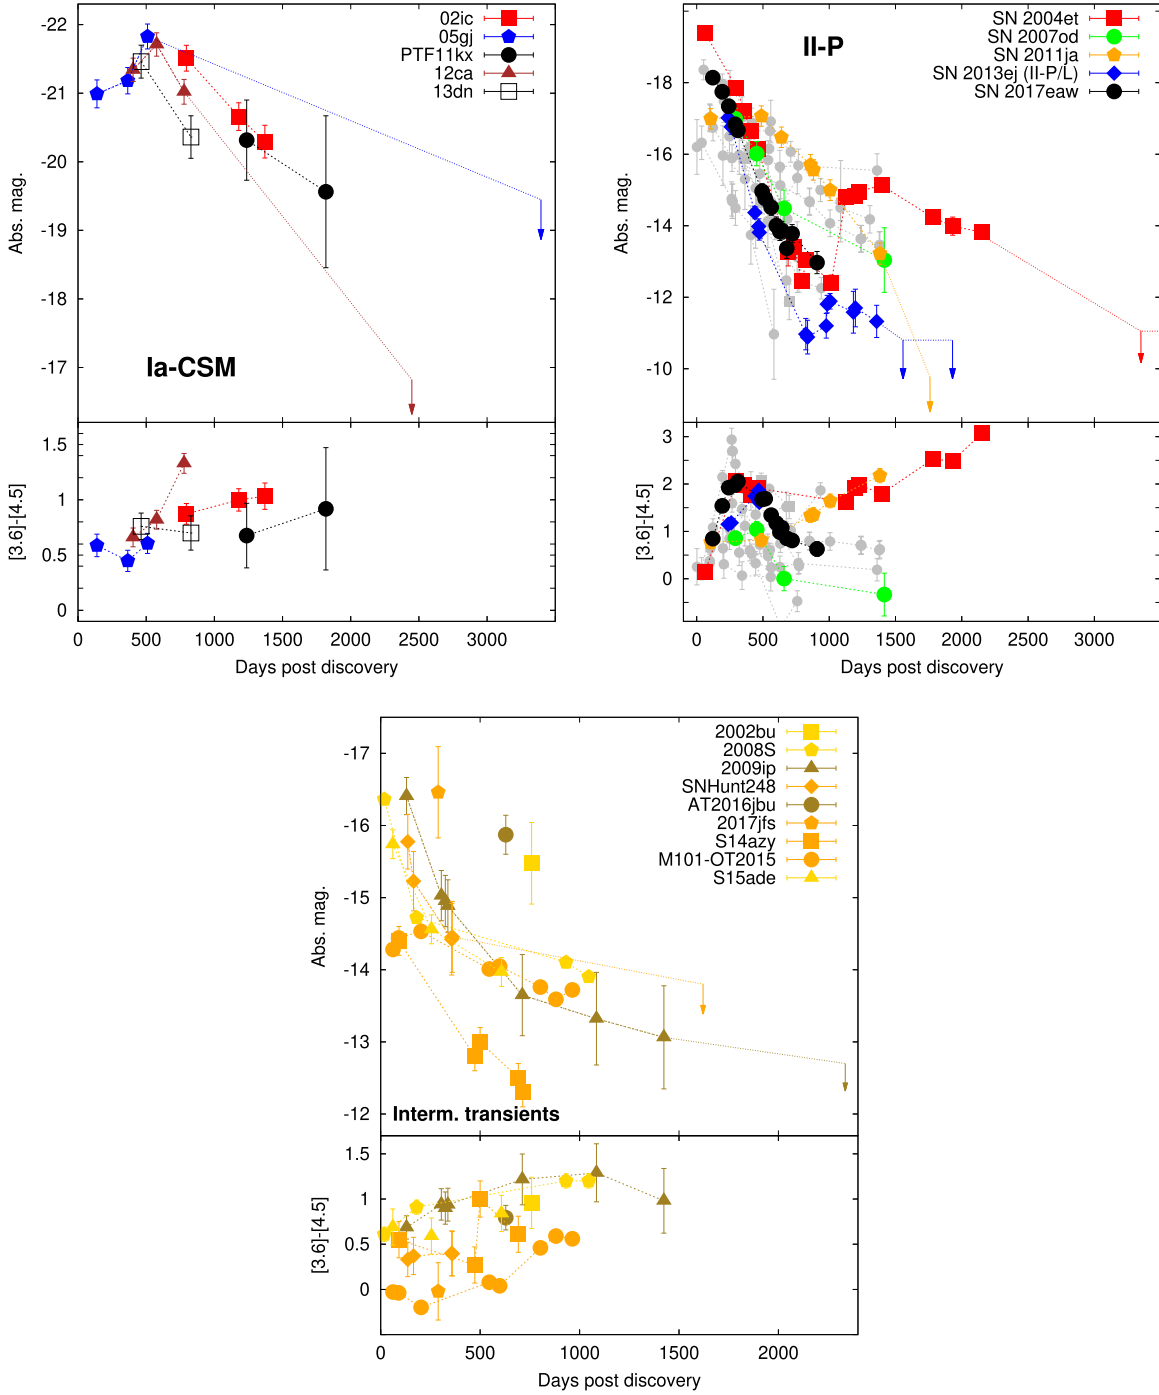 02ic
05gj
PTF11kx
12ca
13dn
-22
-21
-20
-19
-18
-17
Abs. mag.
Ia-CSM
1.5
1
0.5
0
[3.6]-[4.5]
0 500 1000 1500 2000 2500 3000
Days post discovery
II-P
SN 2004et
SN 2007od
SN 2011ja
SN 2013ej (II-P/L)
SN 2017eaw
-18
-16
-14
-12
-10
Abs. mag.
3
2
1
0
[3.6]-[4.5]
0 500 1000 1500 2000 2500 3000
Days post discovery
2002bu
2008S
2009ip
SNHunt248
AT2016jbu
2017jfs
S14azy
M101-OT2015
S15ade
-17
-16
-15
-14
-13
-12
Abs. mag.
Interm. transients
1.5
1
0.5
0
[3.6]-[4.5]
0 500 1000 1500 2000
Days post discovery